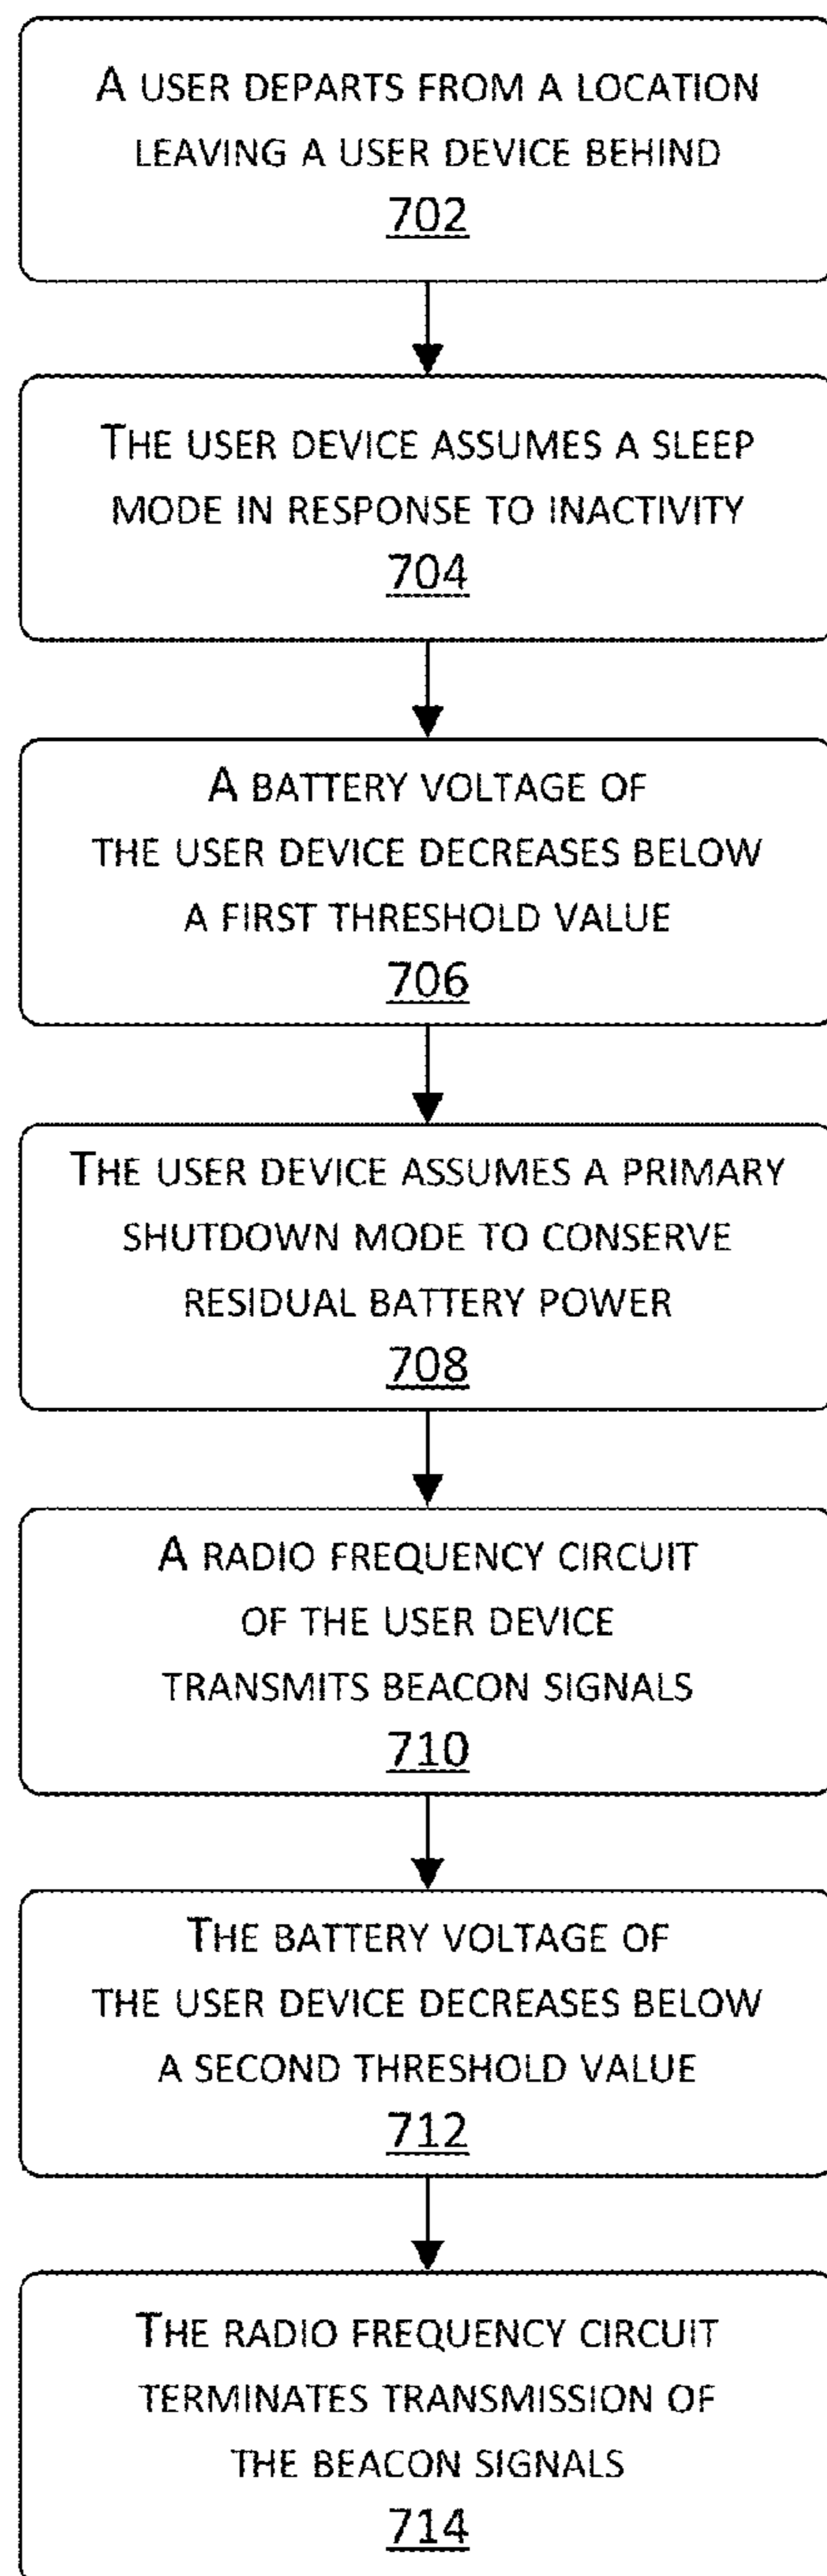 A USER DEPARTS FROM A LOCATION
LEAVING A USER DEVICE BEHIND
702
THE USER DEVICE ASSUMES A SLEEP
MODE IN RESPONSE TO INACTIVITY
704
A BATTERY VOLTAGE OF
THE USER DEVICE DECREASES BELOW
A FIRST THRESHOLD VALUE
706
THE USER DEVICE ASSUMES A PRIMARY
SHUTDOWN MODE TO CONSERVE
RESIDUAL BATTERY POWER
708
A RADIO FREQUENCY CIRCUIT
OF THE USER DEVICE
TRANSMITS BEACON SIGNALS
710
THE BATTERY VOLTAGE OF
THE USER DEVICE DECREASES BELOW
A SECOND THRESHOLD VALUE
712
THE RADIO FREQUENCY CIRCUIT
TERMINATES TRANSMISSION OF
THE BEACON SIGNALS
714